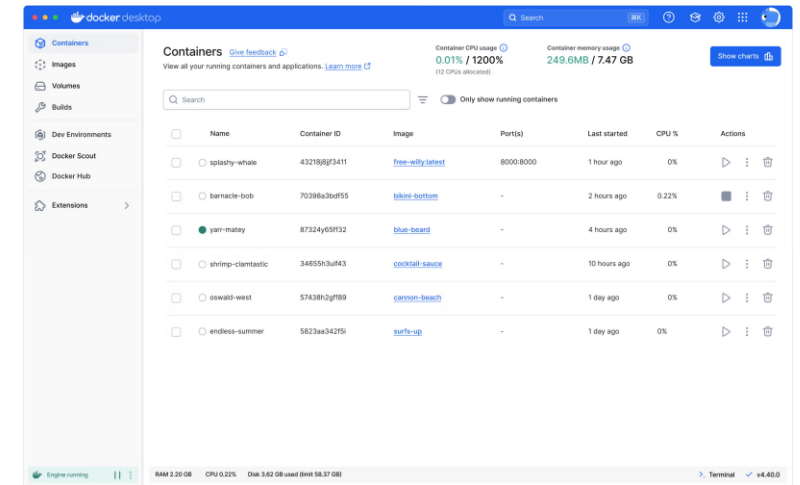 docker desktop
Search ⌘K
Containers
Images
Volumes
Builds
Dev Environments
Docker Scout
Docker Hub
Extensions
Containers Give feedback
View all your running containers and applications. Learn more
Container CPU usage
0.01% / 1200%
(12 CPUs allocated)
Container memory usage
249.6MB / 7.47 GB
Show charts
Search
Only show running containers
Name Container ID Image Port(s) Last started CPU % Actions
splashy-whale 43218j8jjf3411 free-willy:latest 8000:8000 1 hour ago 0%
barnacle-bob 70398a3bdf55 bikini-bottom - 2 hours ago 0.22%
yarr-matey 87324y65ff32 blue-beard - 4 hours ago 0%
shrimp-clamtastic 34655h3uif43 cocktail-sauce - 10 hours ago 0%
oswald-west 57438h2gff89 cannon-beach - 1 day ago 0%
endless-summer 5823aa342f5i surfs-up - 1 day ago 0%
Engine running
RAM 2.20 GB CPU 0.22% Disk 3.62 GB used (limit 58.37 GB)
Terminal v4.40.0